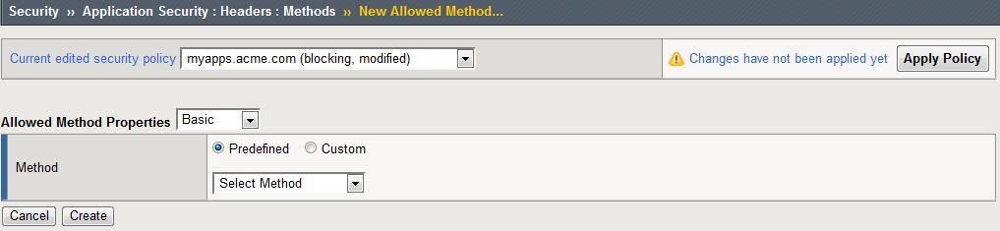 Security ›› Application Security : Headers : Methods ›› New Allowed Method...
Current edited security policy myapps.acme.com (blocking, modified) Changes have not been applied yet Apply Policy
Allowed Method Properties Basic
Predefined Custom
Method
Select Method
Cancel Create